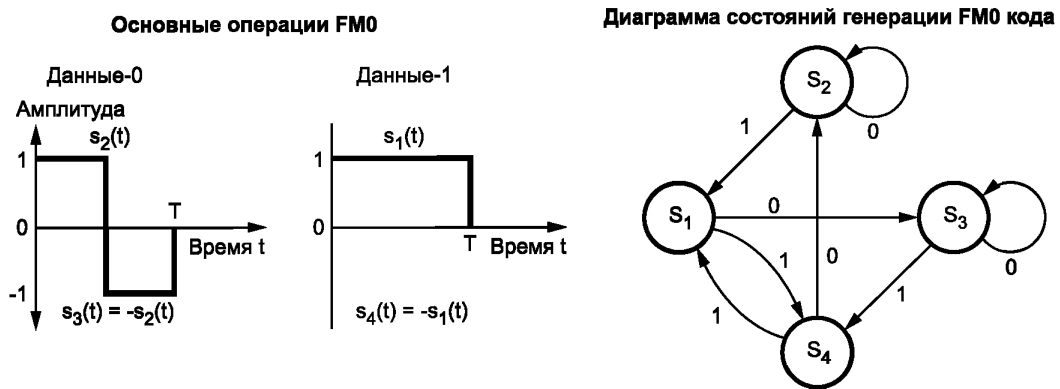 Основные операции FM0
Данные-0
Данные-1
Амплитуда
s2(t)
1
0
-1
T
Время t
s3(t) = -s2(t)
s1(t)
1
0
T
Время t
s4(t) = -s1(t)
Диаграмма состояний генерации FM0 кода
S2
0
1
S1
0
S3
0
1
0
1
1
S4